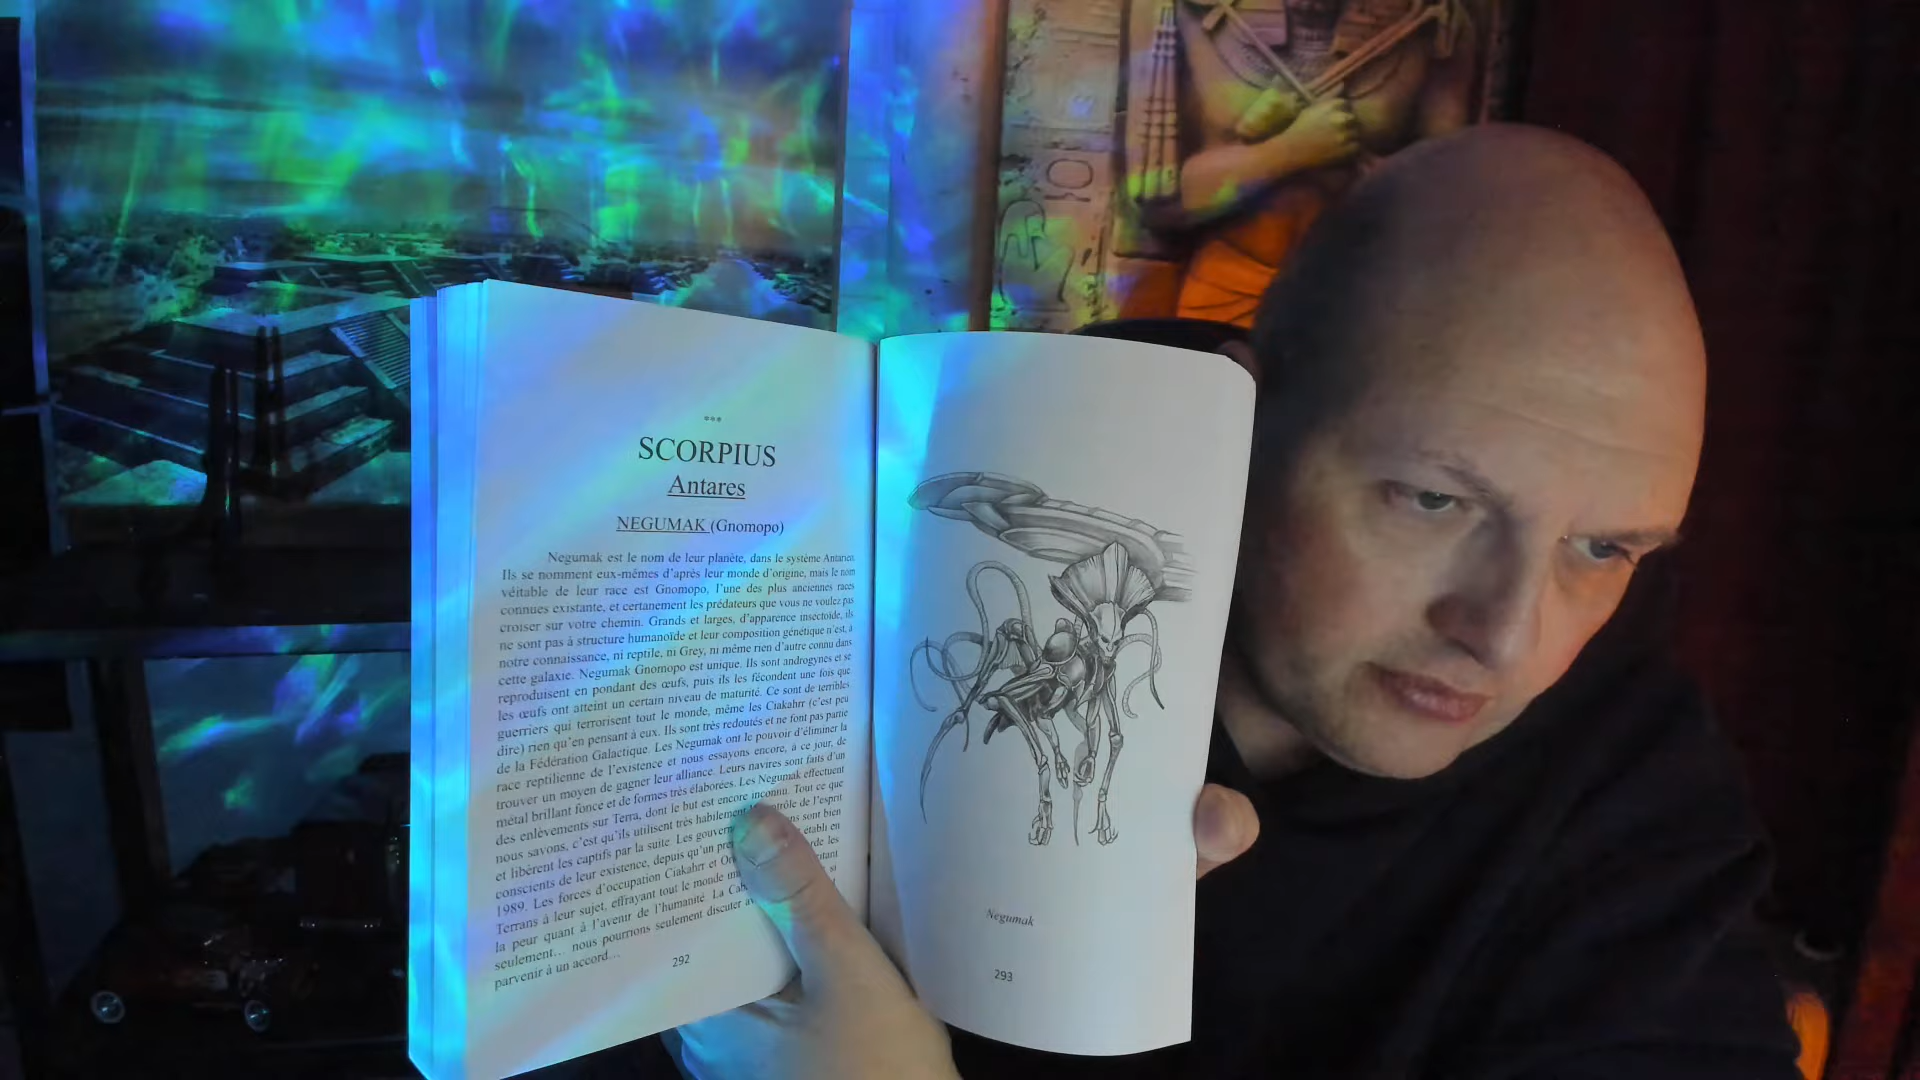 ***
SCORPIUS
Antares
NEGUMAK (Gnomopo)
Negumak est le nom de leur planète, dans le système Antarien.
Ils se nomment eux-mêmes d'après leur monde d'origine, mais le nom
véitable de leur race est Gnomopo, l'une des plus anciennes races
connues existante, et certanement les prédateurs que vous ne voulez pas
croiser sur votre chemin. Grands et larges, d'apparence insectoïde, ils
ne sont pas à structure humanoïde et leur composition génétique n'est, à
notre connaissance, ni reptile, ni Grey, ni même rien d'autre connu dans
cette galaxie. Negumak Gnomopo est unique. Ils sont androgynes et se
reproduisent en pondant des œufs, puis ils les fécondent une fois que
les œufs ont atteint un certain niveau de maturité. Ce sont de terribles
guerriers qui terrorisent tout le monde, même les Ciakahrr (c'est peu
dire) rien qu'en pensant à eux. Ils sont très redoutés et ne font pas partie
de la Fédération Galactique. Les Negumak ont le pouvoir d'éliminer la
race reptilienne de l'existence et nous essayons encore, à ce jour, de
trouver un moyen de gagner leur alliance. Leurs navires sont faits d'un
métal brillant foncé et de formes très élaborées. Les Negumak effectuent
des enlèvements sur Terra, dont le but est encore inconnu. Tout ce que
nous savons, c'est qu'ils utilisent très habilement de l'esprit
et libèrent les captifs par la suite. Les sont bien
conscients de leur existence, depuis qu'un établi en
1989. Les forces d'occupation Ciakahrr et les
Terrans à leur sujet, effrayant tout le monde
la peur quant à l'avenir de l'humanité. La si
seulement... nous pourrions seulement discuter
parvenir à un accord...
292
Negumak
293